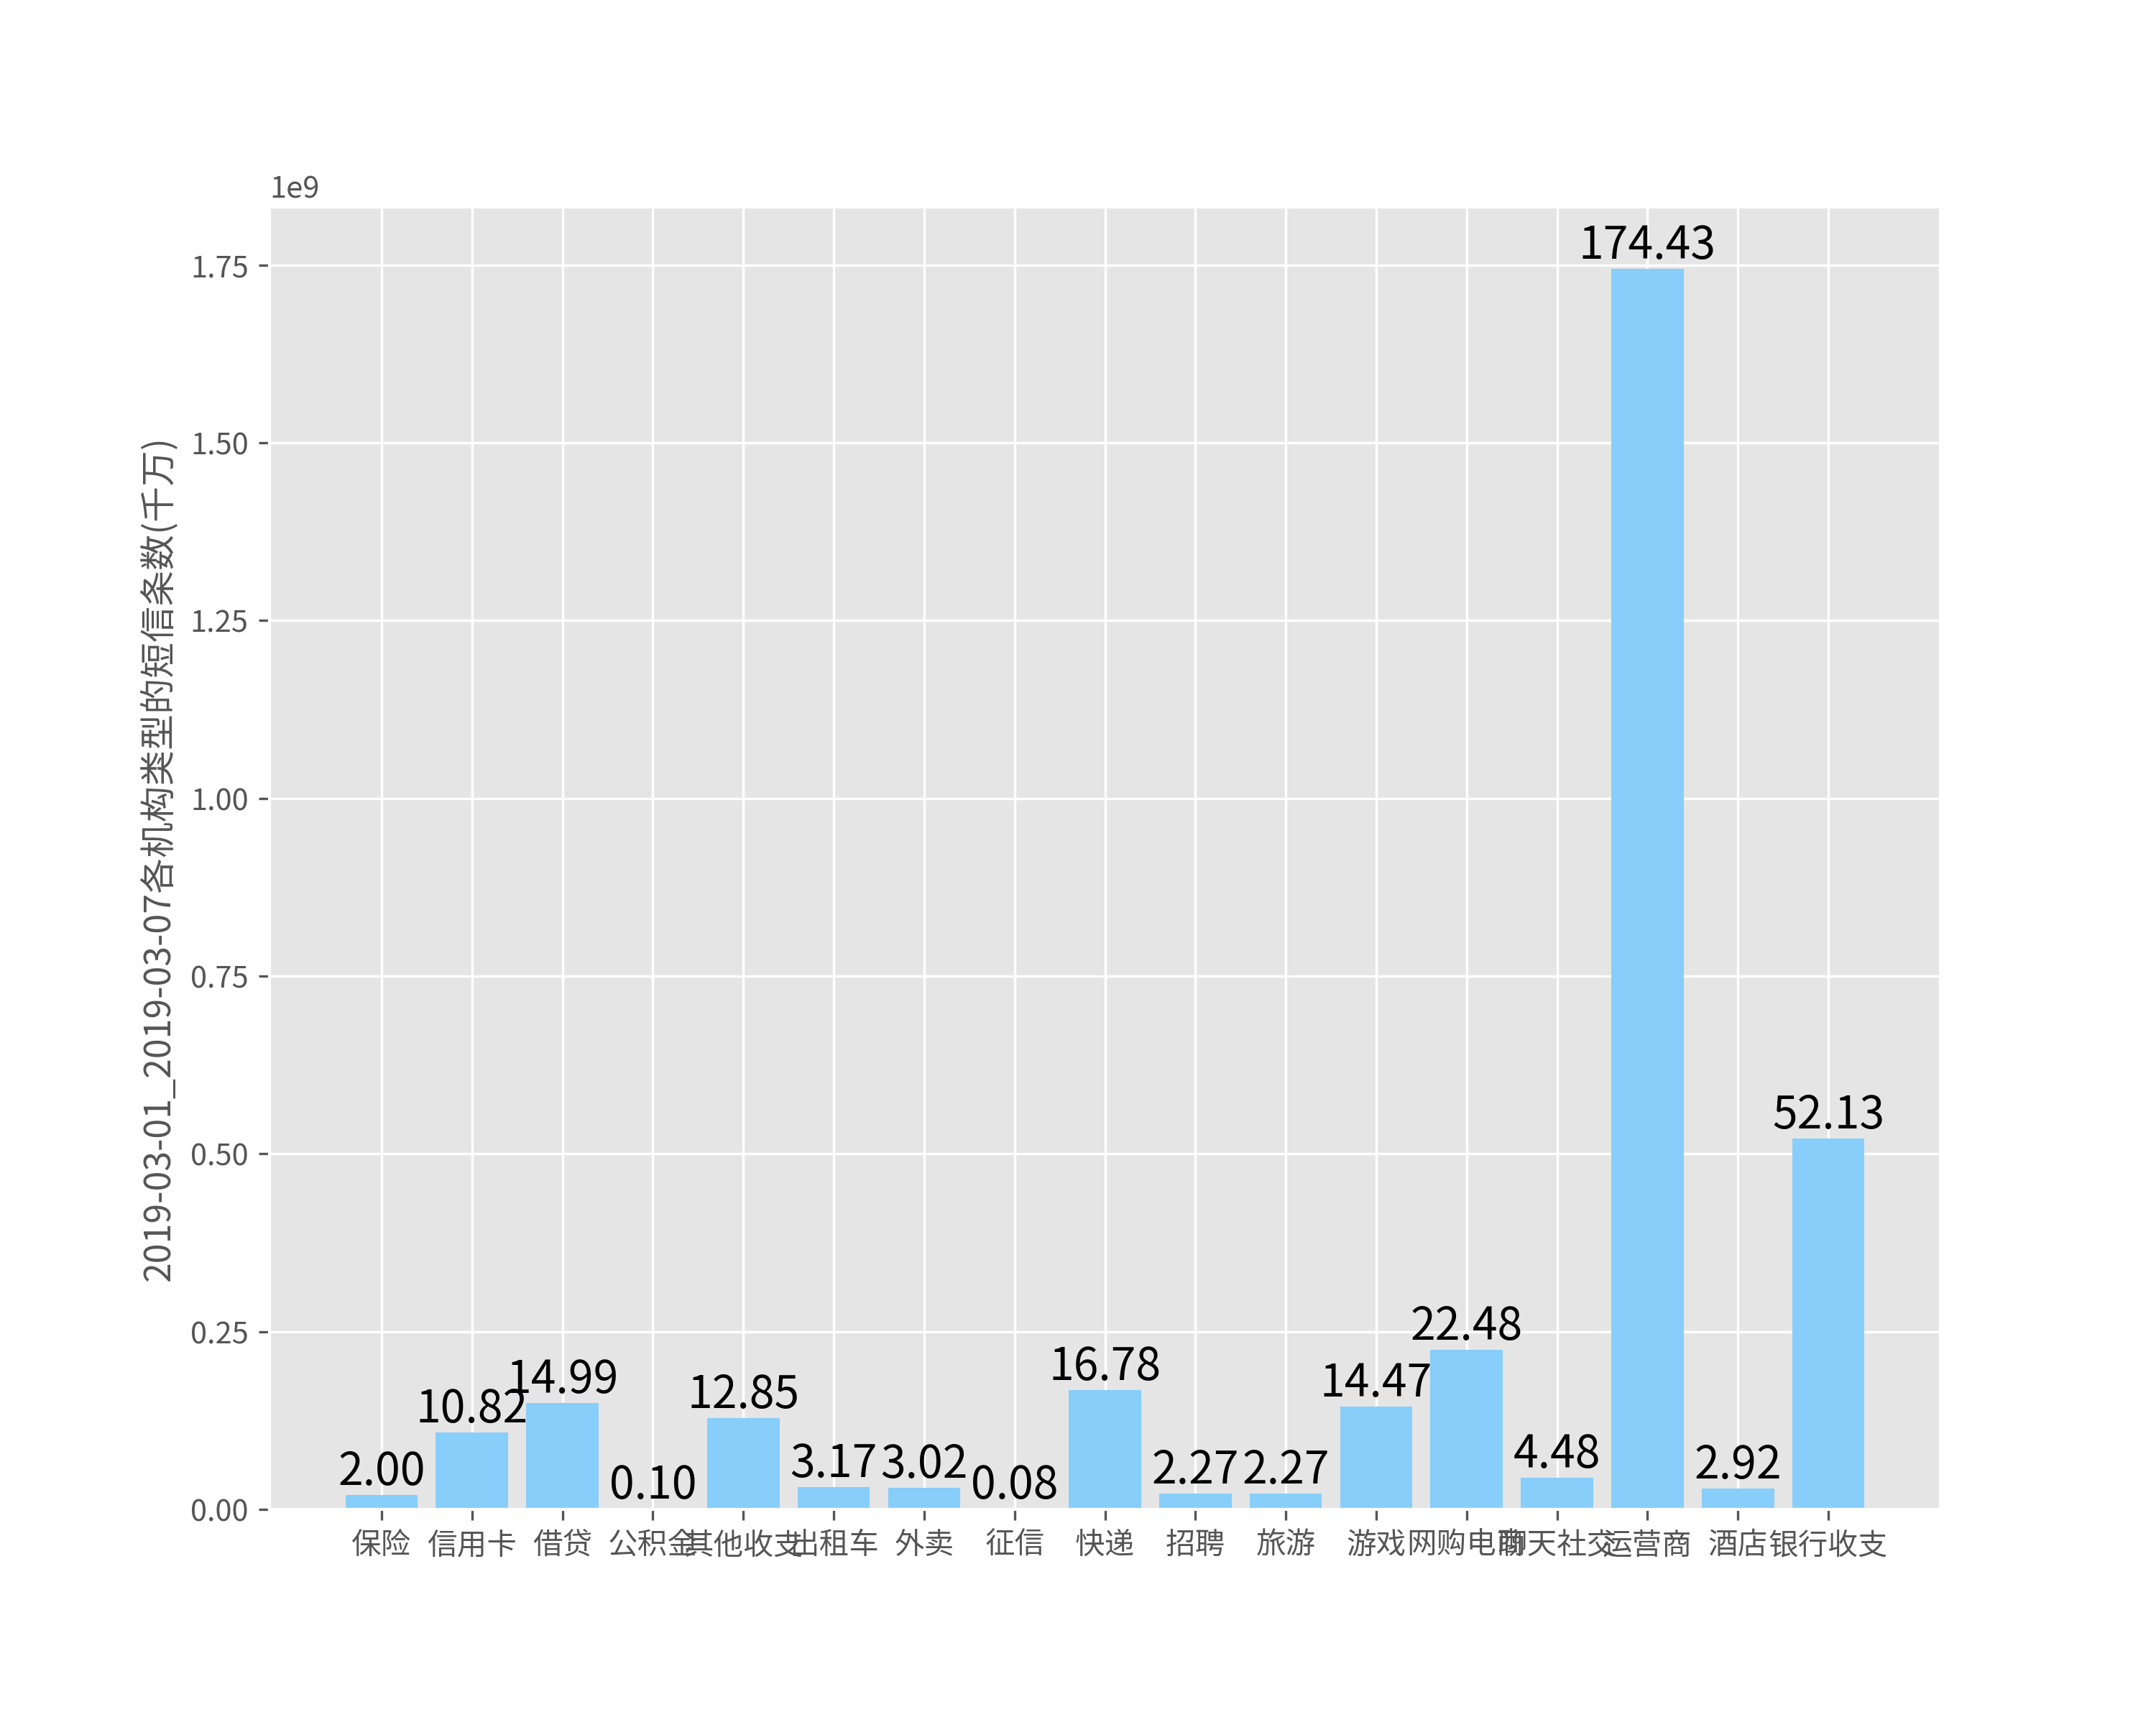 1e9
1.75
1.50
1.25
1.00
0.75
0.50
0.25
0.00
2019-03-01_2019-03-07各机构类型的短信条数(千万)
2.00
10.82
14.99
0.10
12.85
3.17
3.02
0.08
16.78
2.27
2.27
14.47
22.48
4.48
174.43
2.92
52.13
保险
信用卡
借贷
公积金
其他收支
出租车
外卖
征信
快递
招聘
旅游
游戏
网购电商
聊天社交
运营商
酒店
银行收支